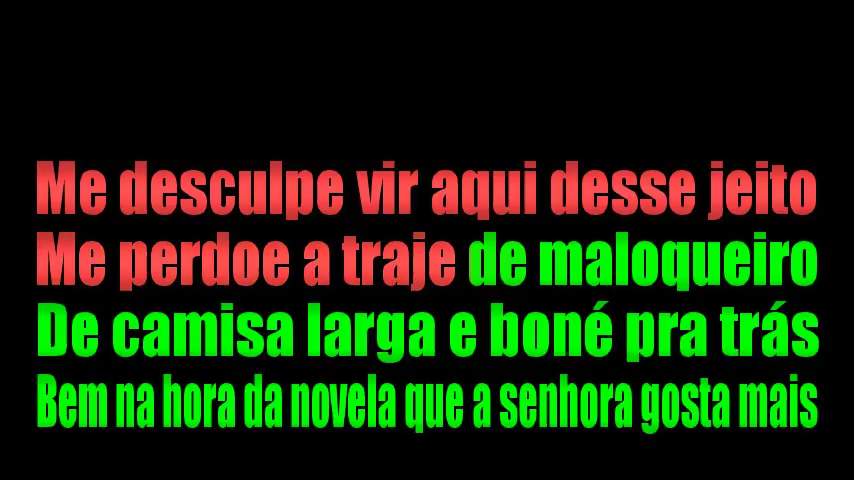 Me desculpe vir aqui desse jeito
Me perdoe a traje de maloqueiro
De camisa larga e boné pra trás
Bem na hora da novela que a senhora gosta mais